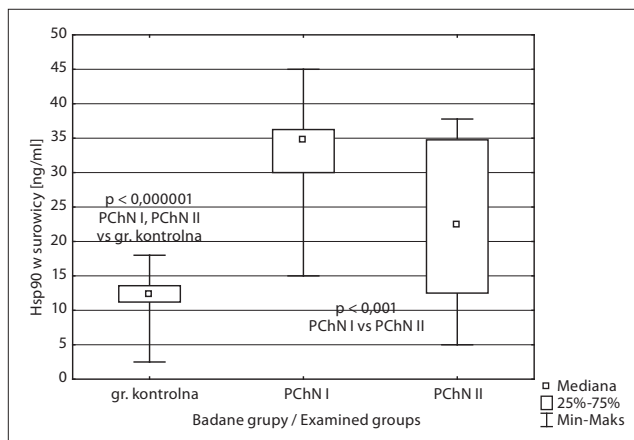 50
45
40
35
30
25
20
15
10
5
0
Hsp90 w surowicy [ng/ml]
p < 0,000001
PChN I, PChN II
vs gr. kontrolna
p < 0,001
PChN I vs PChN II
gr. kontrolna
PChN I
PChN II
Badane grupy / Examined groups
Mediana
25%-75%
Min-Maks